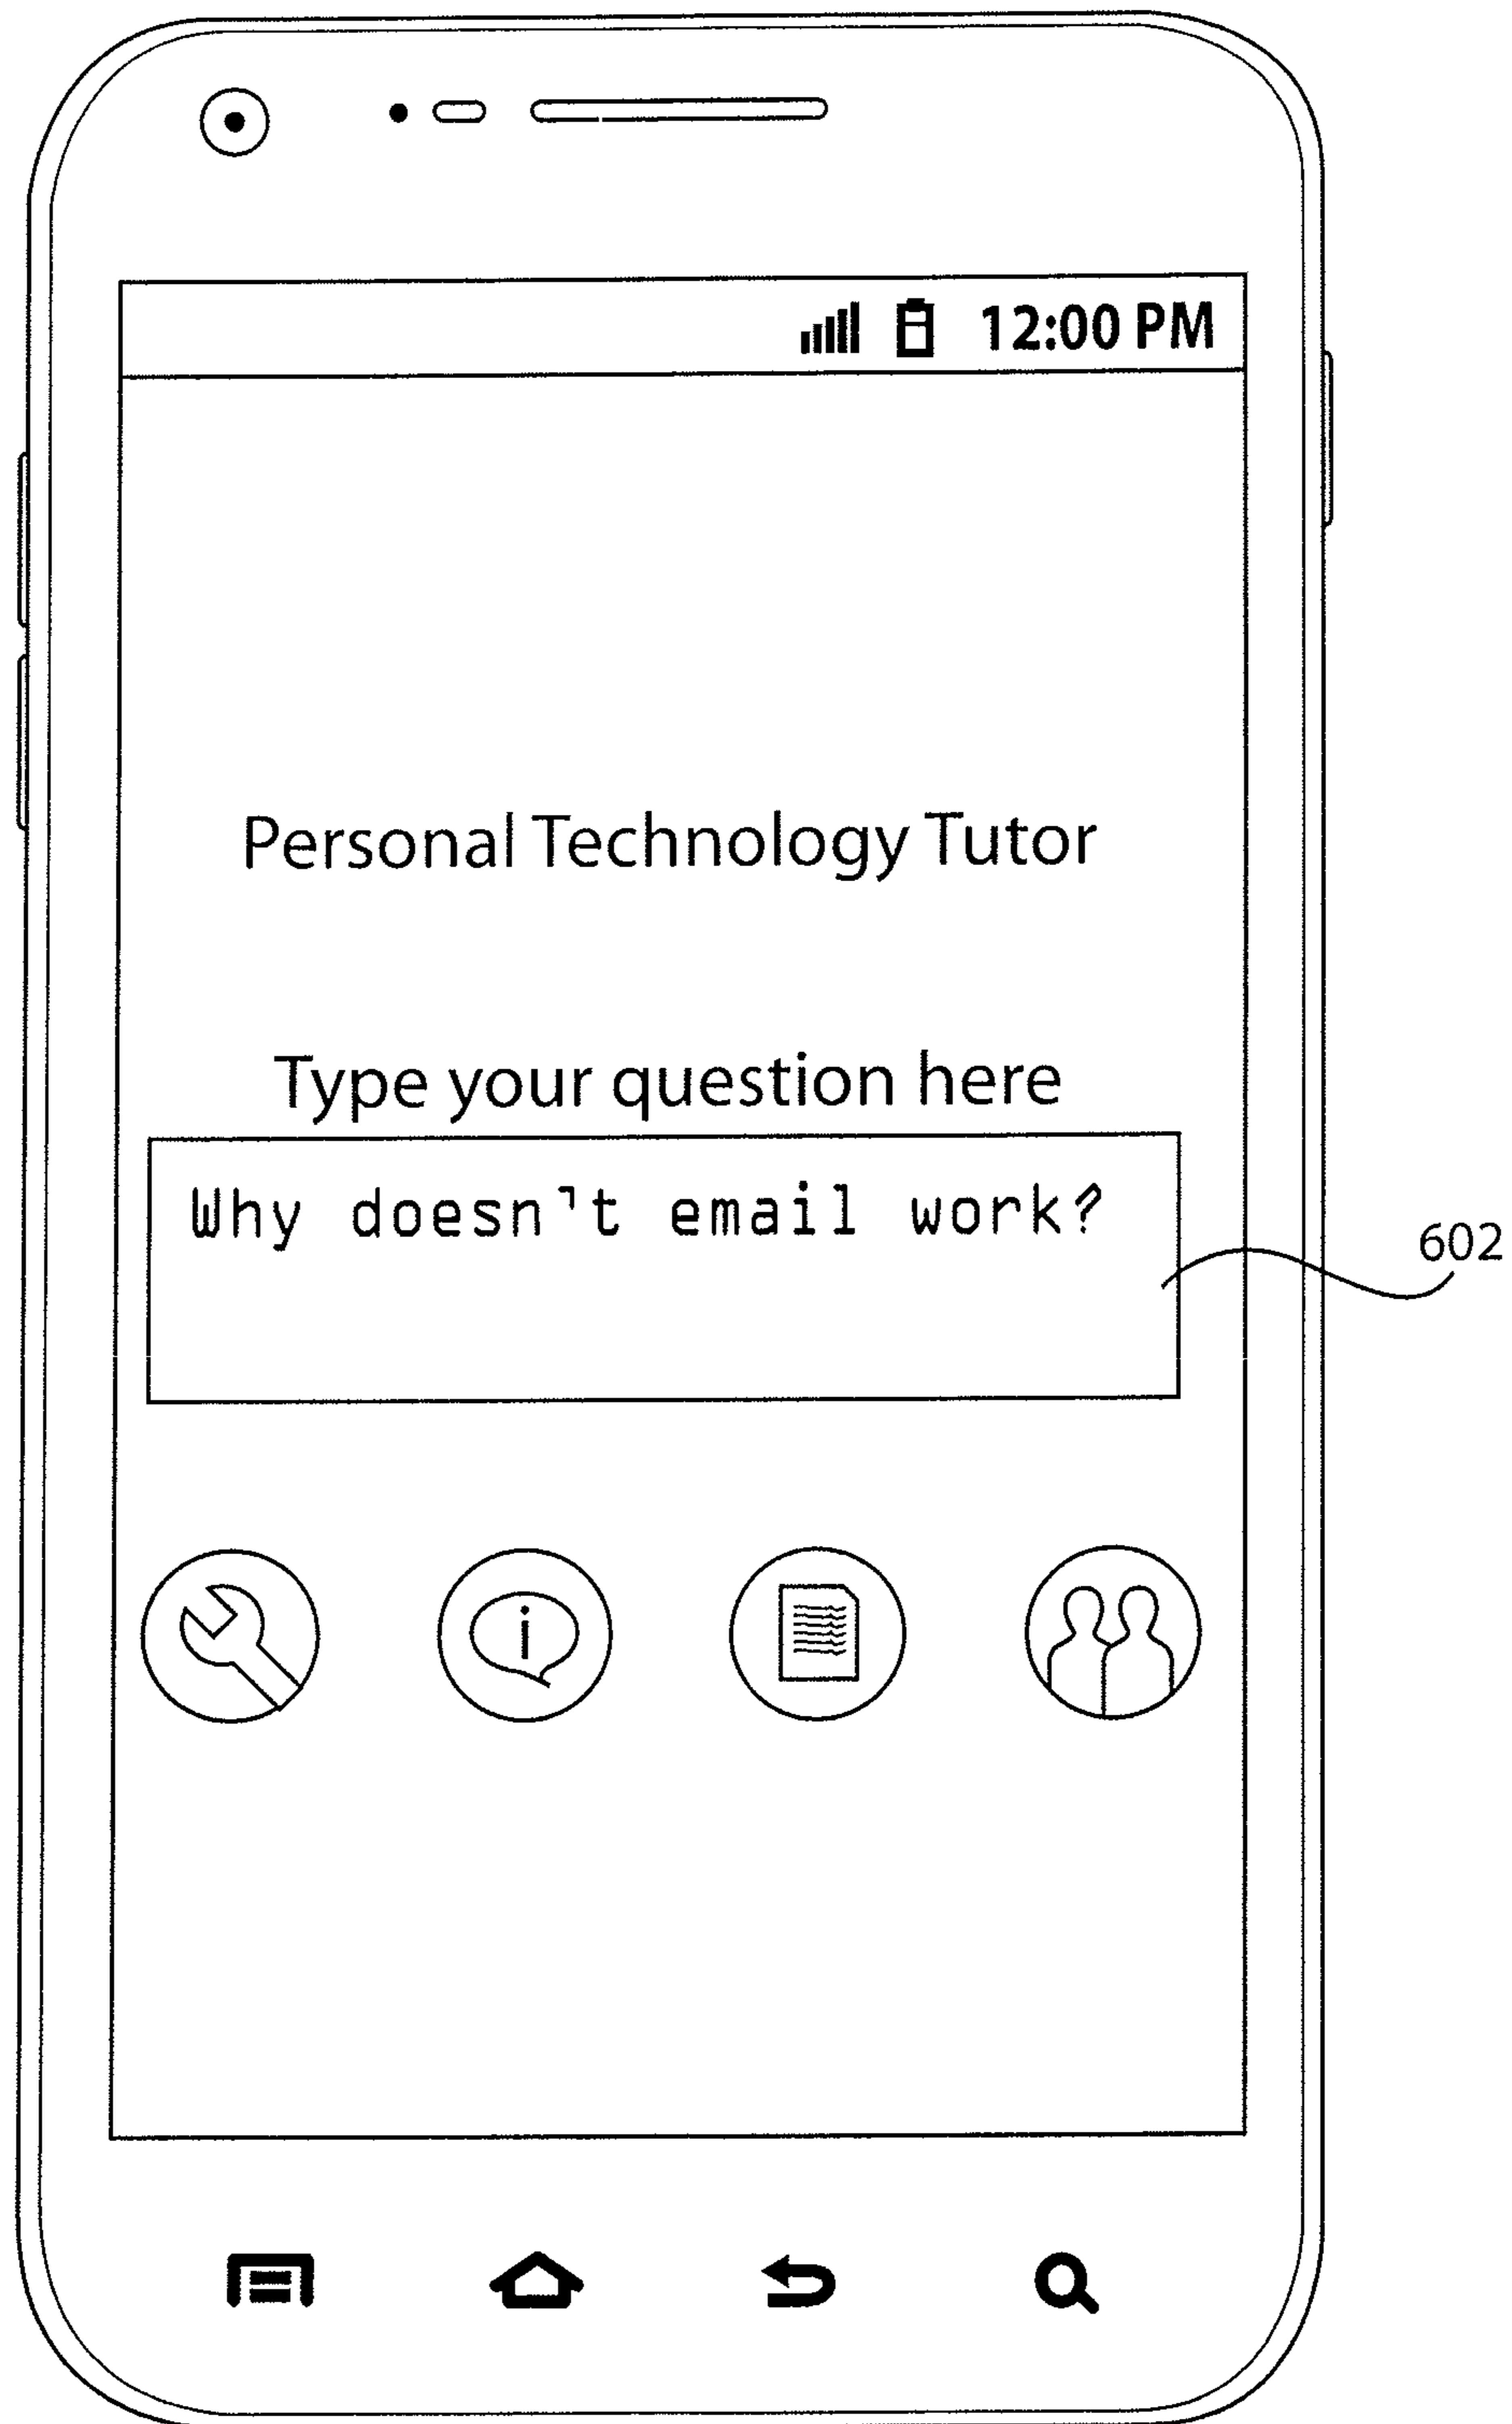 12:00 PM
Personal Technology Tutor
Type your question here
Why doesn't email work?
602
i